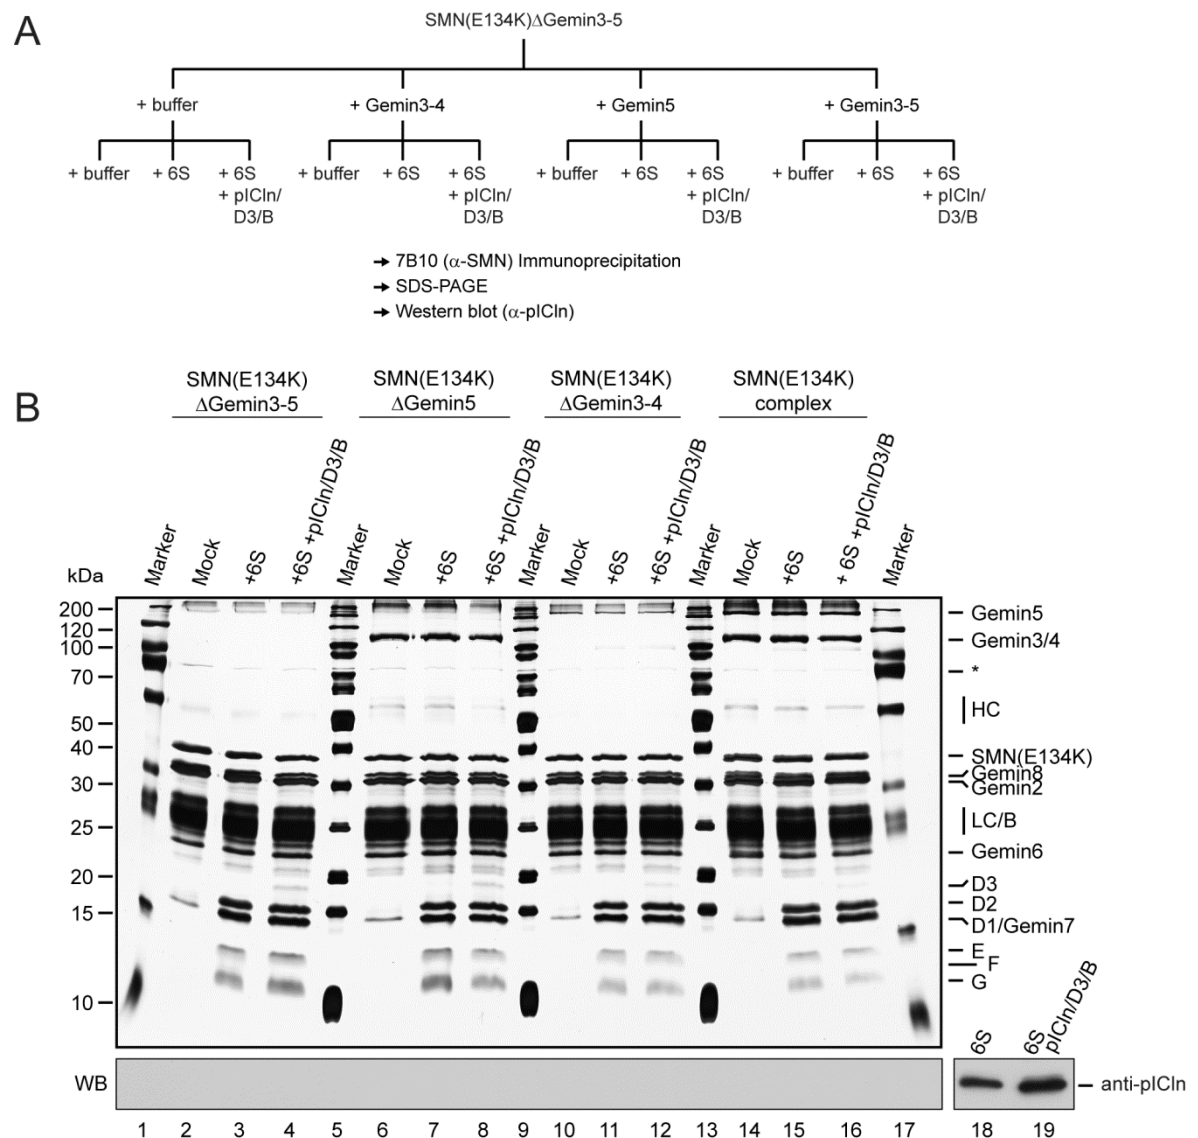 A
SMN(E134K)ΔGemin3-5
+ buffer + Gemin3-4 + Gemin5 + Gemin3-5
+ buffer + 6S + 6S + buffer + 6S + 6S + buffer + 6S + 6S + buffer + 6S + 6S
+ pICln/ + pICln/ + pICln/ + pICln/
D3/B D3/B D3/B D3/B
→ 7B10 (α-SMN) Immunoprecipitation
→ SDS-PAGE
→ Western blot (α-pICln)
B
SMN(E134K) SMN(E134K) SMN(E134K) SMN(E134K)
ΔGemin3-5 ΔGemin5 ΔGemin3-4 complex
Marker Mock +6S +6S +pICln/D3/B Marker Mock +6S +6S +pICln/D3/B Marker Mock +6S +6S +pICln/D3/B Marker Mock +6S + 6S +pICln/D3/B Marker
kDa
200
120
100
70
50
40
30
25
20
15
10
Gemin5
Gemin3/4
*
HC
SMN(E134K)
Gemin8
Gemin2
LC/B
Gemin6
D3
D2
D1/Gemin7
E
F
G
6S 6S pICln/D3/B
WB anti-pICln
1 2 3 4 5 6 7 8 9 10 11 12 13 14 15 16 17 18 19